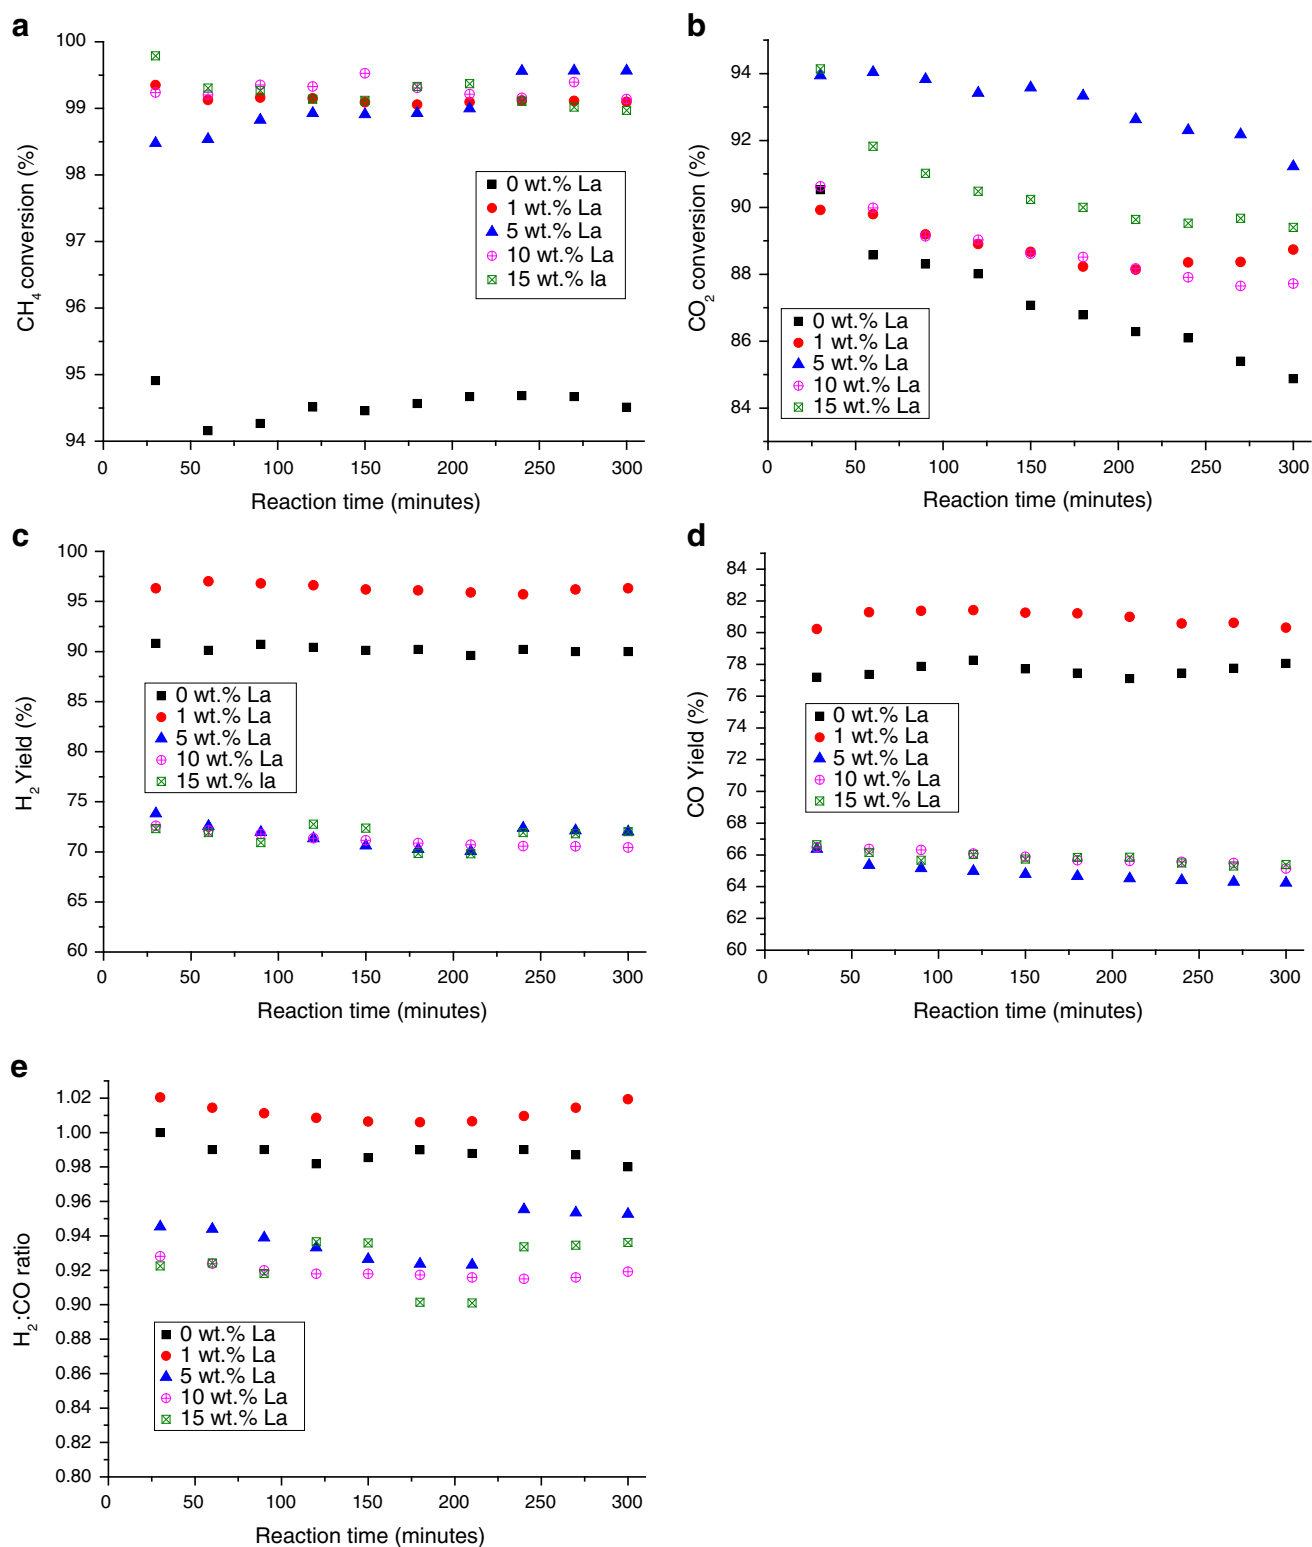 a
100
99
98
97
96
95
94
CH4 conversion (%)
0 wt.% La
1 wt.% La
5 wt.% La
10 wt.% La
15 wt.% la
0 50 100 150 200 250 300
Reaction time (minutes)
b
94
92
90
88
86
84
CO2 conversion (%)
0 wt.% La
1 wt.% La
5 wt.% La
10 wt.% La
15 wt.% La
0 50 100 150 200 250 300
Reaction time (minutes)
c
100
95
90
85
80
75
70
65
60
H2 Yield (%)
0 wt.% La
1 wt.% La
5 wt.% La
10 wt.% La
15 wt.% la
0 50 100 150 200 250 300
Reaction time (minutes)
d
84
82
80
78
76
74
72
70
68
66
64
62
60
CO Yield (%)
0 wt.% La
1 wt.% La
5 wt.% La
10 wt.% La
15 wt.% La
0 50 100 150 200 250 300
Reaction time (minutes)
e
1.02
1.00
0.98
0.96
0.94
0.92
0.90
0.88
0.86
0.84
0.82
0.80
H2:CO ratio
0 wt.% La
1 wt.% La
5 wt.% La
10 wt.% La
15 wt.% La
0 50 100 150 200 250 300
Reaction time (minutes)